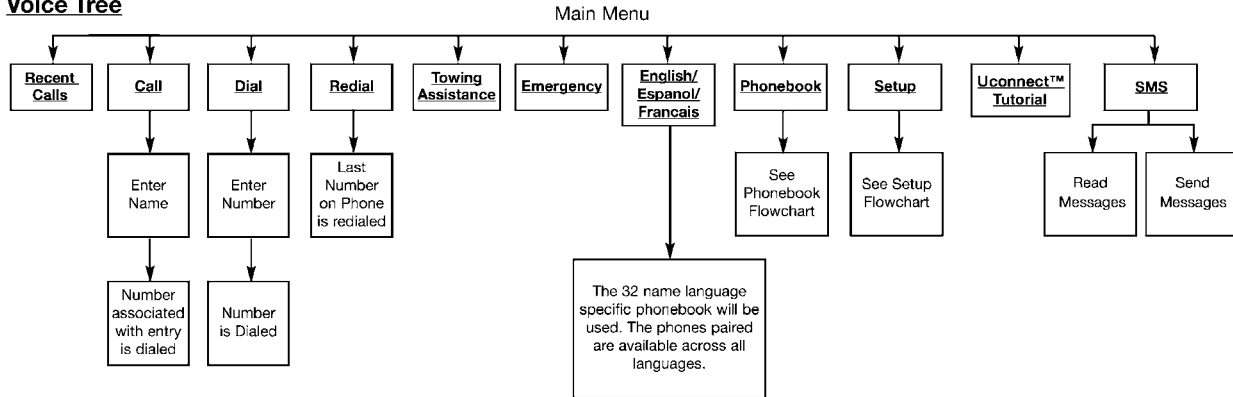 Voice Tree
Main Menu
Recent
Calls
Call
Dial
Redial
Towing
Assistance
Emergency
English/
Espanol/
Francais
Phonebook
Setup
Uconnect™
Tutorial
SMS
Enter
Name
Enter
Number
Last
Number
on Phone
is redialed
See
Phonebook
Flowchart
See Setup
Flowchart
Read
Messages
Send
Messages
Number
associated
with entry
is dialed
Number
is Dialed
The 32 name language
specific phonebook will be
used. The phones paired
are available across all
languages.